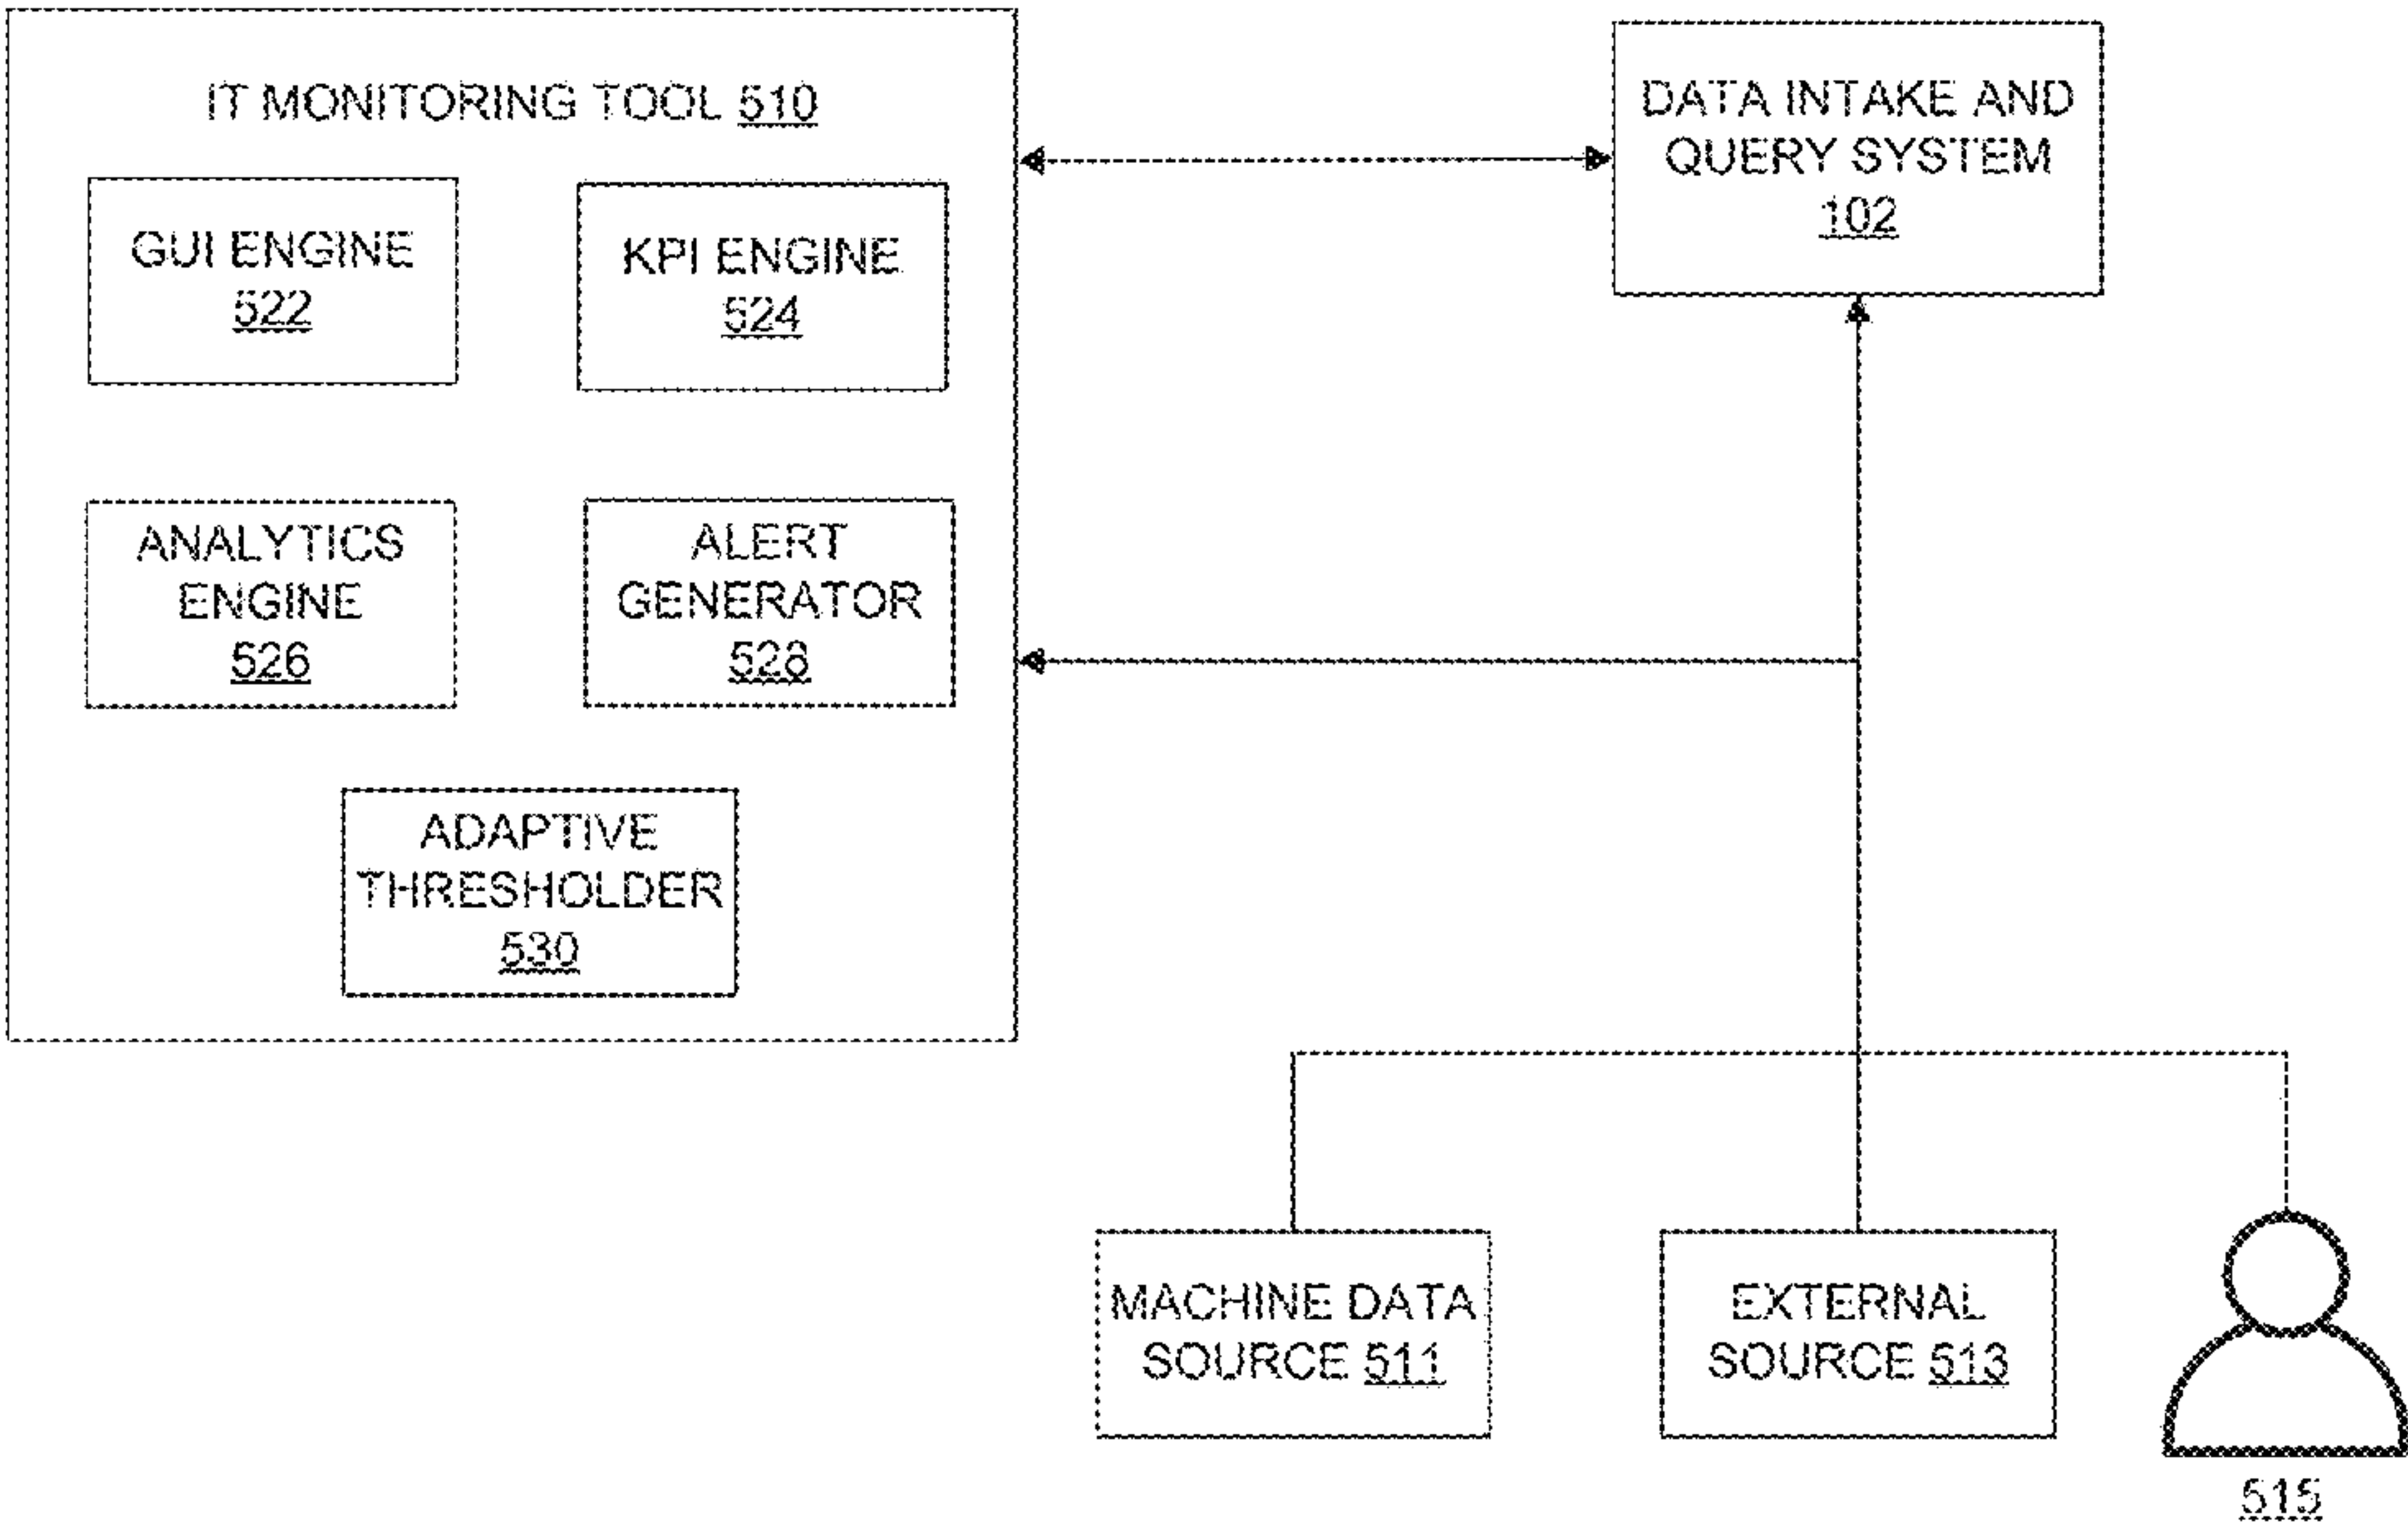 IT MONITORING TOOL 510
GUI ENGINE
522
KPI ENGINE
524
ANALYTICS
ENGINE
526
ALERT
GENERATOR
528
ADAPTIVE
THRESHOLDER
530
DATA INTAKE AND
QUERY SYSTEM
102
MACHINE DATA
SOURCE 511
EXTERNAL
SOURCE 513
515